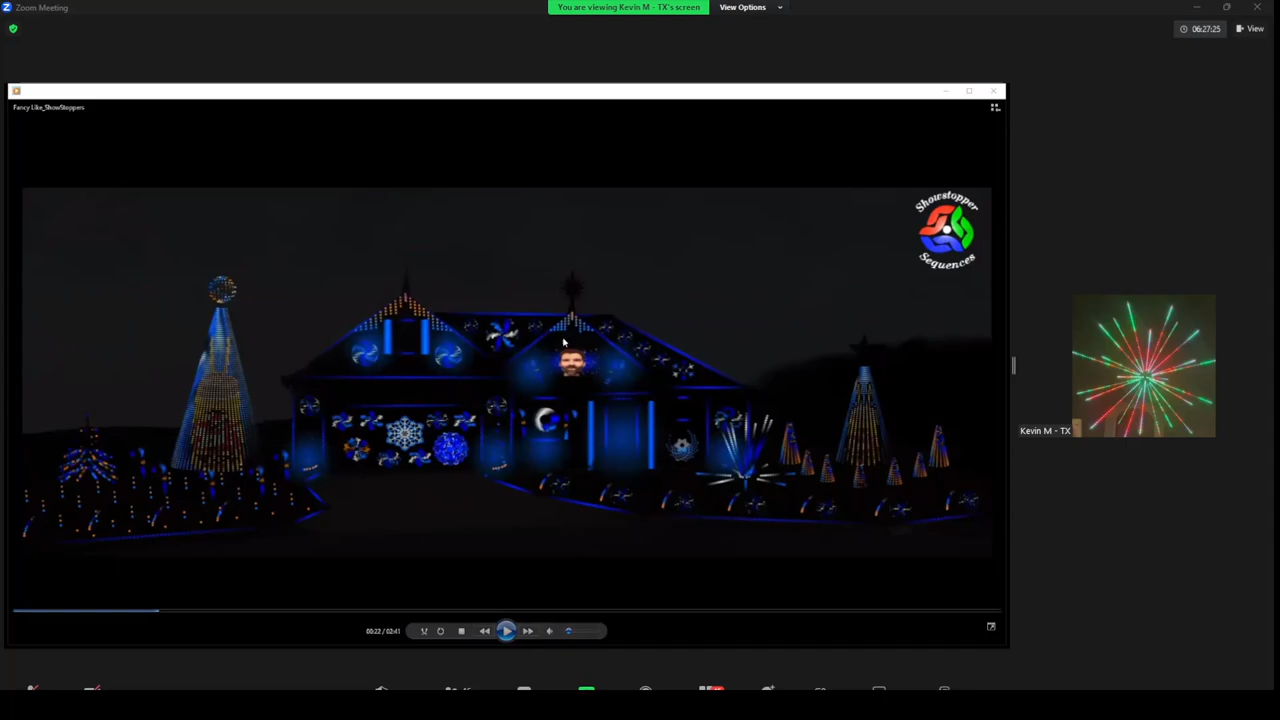 Zoom Meeting
You are viewing Kevin M - TX's screen
View Options
06:27:25
View
Fancy Like_ShowStoppers
Showstopper
Sequences
Kevin M - TX
00:22 / 02:41